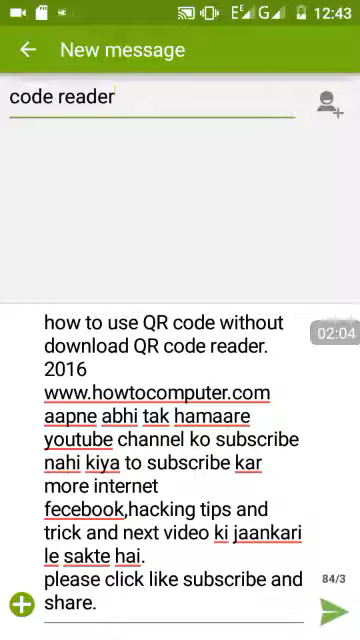 E E G 12:43
New message
code reader
how to use QR code without
download QR code reader.
02:04
2016
www.howtocomputer.com
aapne abhi tak hamaare
youtube channel ko subscribe
nahi kiya to subscribe kar
more internet
fecebook,hacking tips and
trick and next video ki jaankari
le sakte hai.
please click like subscribe and
84/3
share.